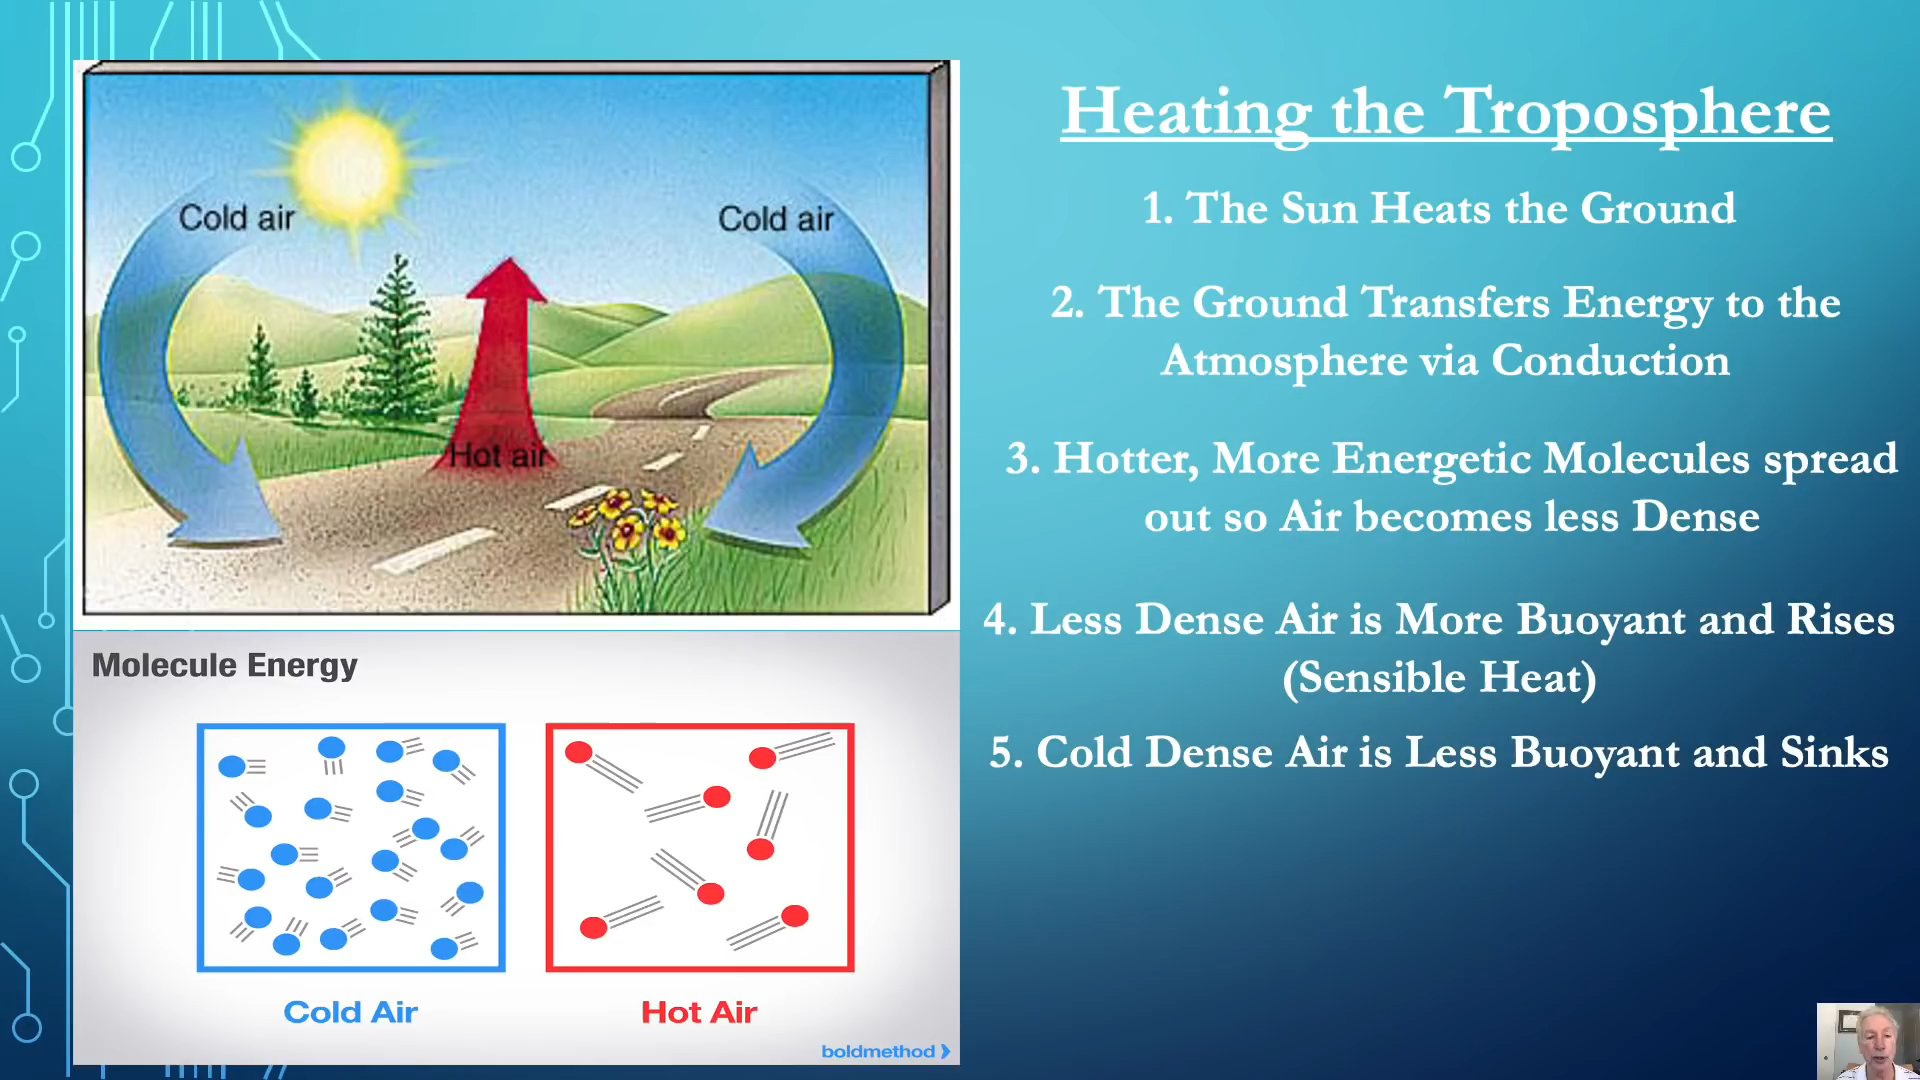 Cold air
Cold air
Hot air
Molecule Energy
Cold Air
Hot Air
boldmethod
Heating the Troposphere
1. The Sun Heats the Ground
2. The Ground Transfers Energy to the
Atmosphere via Conduction
3. Hotter, More Energetic Molecules spread
out so Air becomes less Dense
4. Less Dense Air is More Buoyant and Rises
(Sensible Heat)
5. Cold Dense Air is Less Buoyant and Sinks